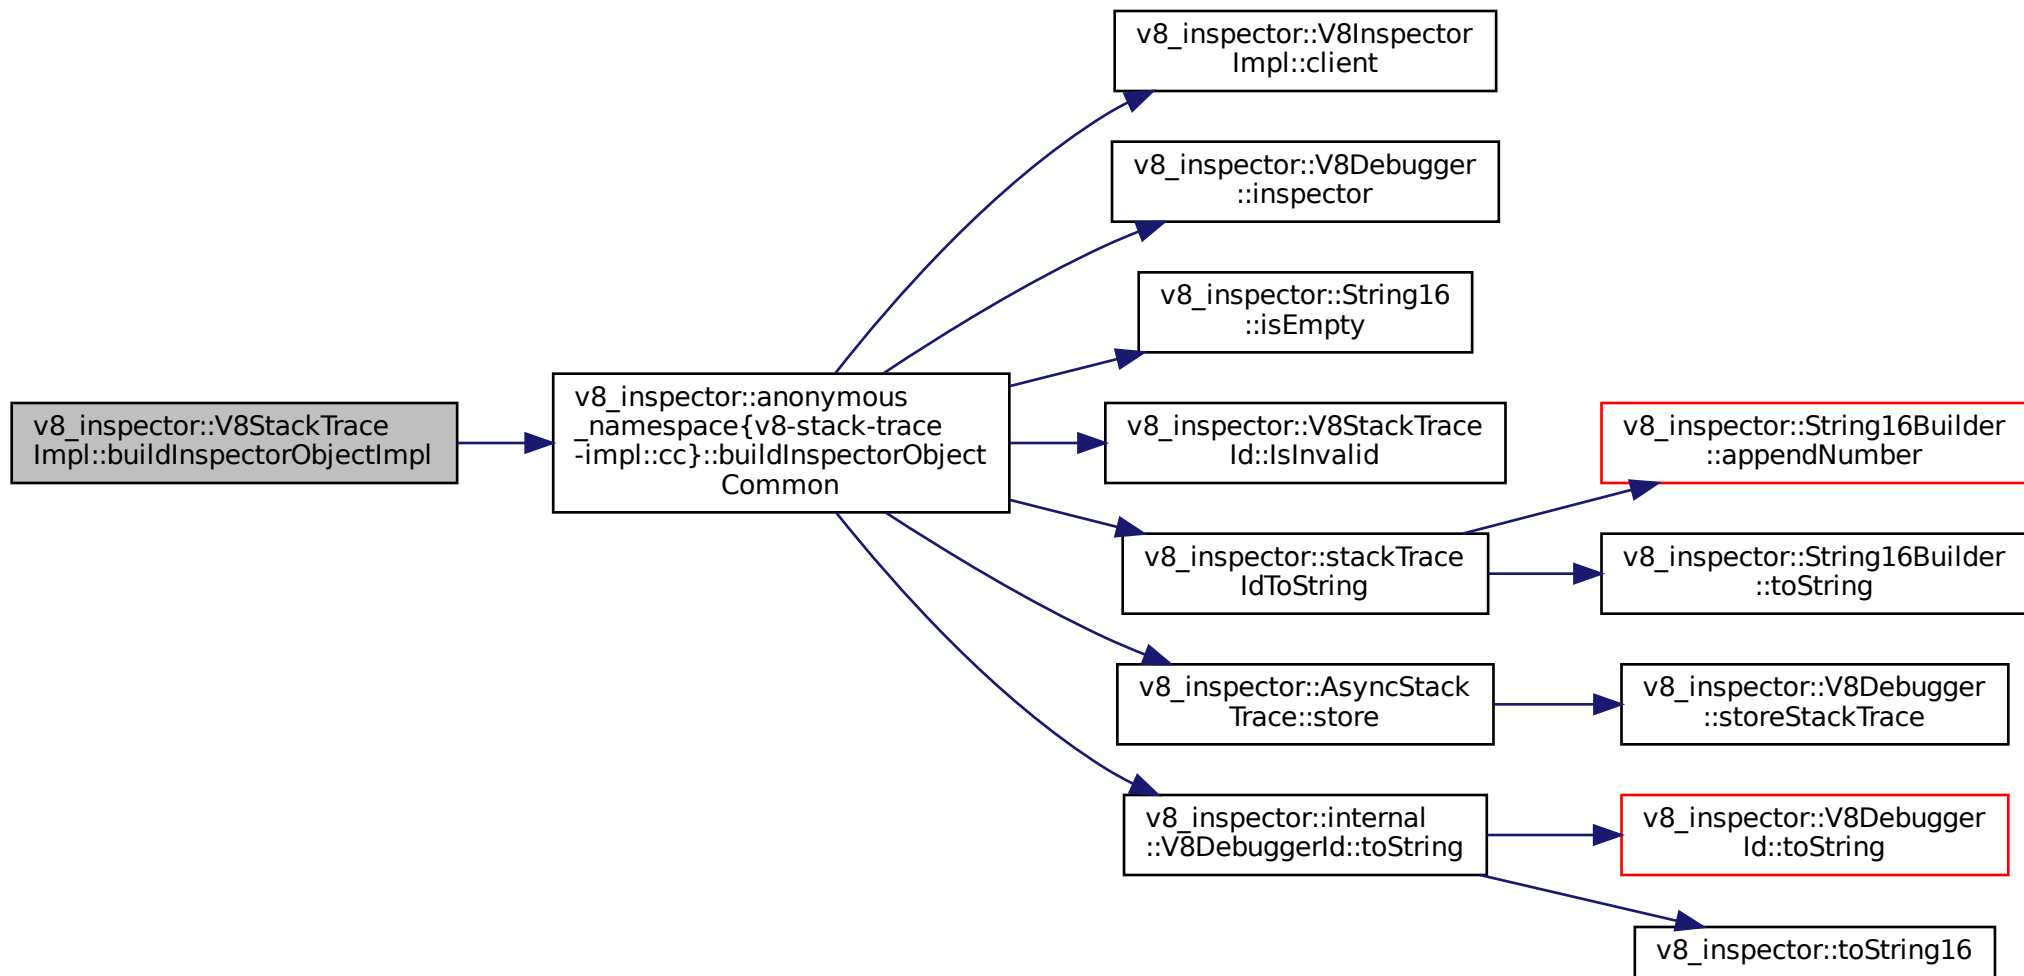 v8_inspector::V8StackTrace
Impl::buildInspectorObjectImpl
v8_inspector::anonymous
_namespace{v8-stack-trace
-impl::cc}::buildInspectorObject
Common
v8_inspector::V8Inspector
Impl::client
v8_inspector::V8Debugger
::inspector
v8_inspector::String16
::isEmpty
v8_inspector::V8StackTrace
Id::IsInvalid
v8_inspector::stackTrace
IdToString
v8_inspector::AsyncStack
Trace::store
v8_inspector::internal
::V8DebuggerId::toString
v8_inspector::String16Builder
::appendNumber
v8_inspector::String16Builder
::toString
v8_inspector::V8Debugger
::storeStackTrace
v8_inspector::V8Debugger
Id::toString
v8_inspector::toString16